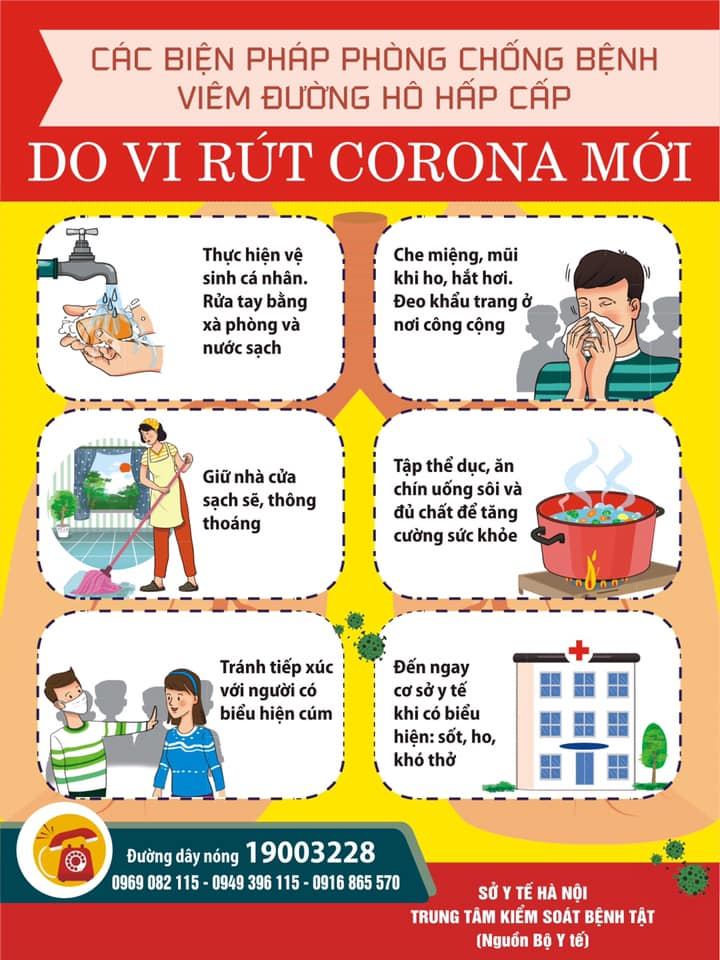 CÁC BIỆN PHÁP PHÒNG CHỐNG BỆNH
VIÊM ĐƯỜNG HÔ HẤP CẤP
DO VI RÚT CORONA MỚI
Thực hiện vệ
sinh cá nhân.
Rửa tay bằng
xà phòng và
nước sạch
Che miệng, mũi
khi ho, hắt hơi.
Đeo khẩu trang ở
nơi công cộng
Giữ nhà cửa
sạch sẽ, thông
thoáng
Tập thể dục, ăn
chín uống sôi và
đủ chất để tăng
cường sức khỏe
Tránh tiếp xúc
với người có
biểu hiện cúm
Đến ngay
cơ sở y tế
khi có biểu
hiện: sốt, ho,
khó thở
Đường dây nóng 19003228
0969 082 115 - 0949 396 115 - 0916 865 570
SỞ Y TẾ HÀ NỘI
TRUNG TÂM KIỂM SOÁT BỆNH TẬT
(Nguồn Bộ Y tế)